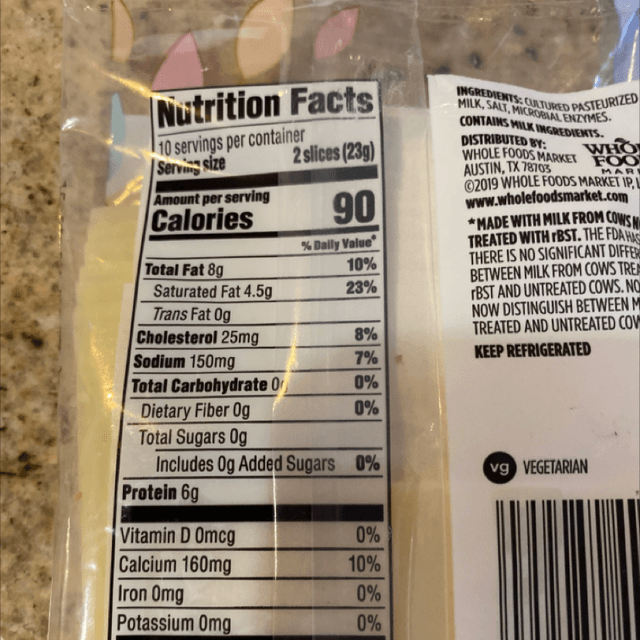 Nutrition Facts
10 servings per container
Serving size 2 slices (23g)
Amount per serving
Calories 90
% Daily Value*
Total Fat 8g 10%
Saturated Fat 4.5g 23%
Trans Fat 0g
Cholesterol 25mg 8%
Sodium 150mg 7%
Total Carbohydrate 0g 0%
Dietary Fiber 0g 0%
Total Sugars 0g
Includes 0g Added Sugars 0%
Protein 6g
Vitamin D 0mcg 0%
Calcium 160mg 10%
Iron 0mg 0%
Potassium 0mg 0%
INGREDIENTS: CULTURED PASTEURIZED
MILK, SALT, MICROBIAL ENZYMES.
CONTAINS MILK INGREDIENTS.
DISTRIBUTED BY:
WHOLE FOODS MARKET
AUSTIN, TX 78703
WHO
FOO
MAR
©2019 WHOLE FOODS MARKET IP,
www.wholefoodsmarket.com
*MADE WITH MILK FROM COWS
TREATED WITH rBST. THE FDA HAS
THERE IS NO SIGNIFICANT DIFFER
BETWEEN MILK FROM COWS TREA
rBST AND UNTREATED COWS. NO
NOW DISTINGUISH BETWEEN M
TREATED AND UNTREATED COW
KEEP REFRIGERATED
vg VEGETARIAN